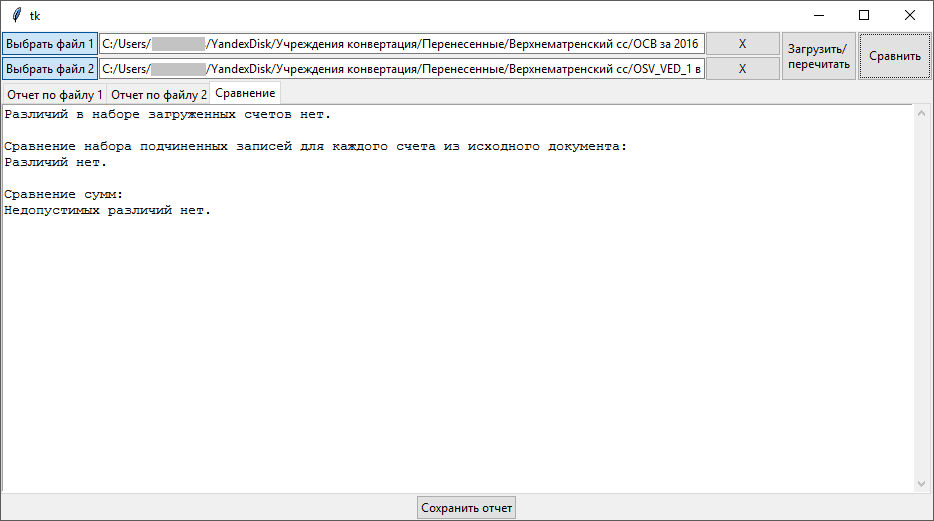 tk
Выбрать файл 1 C:/Users/ /YandexDisk/Учреждения конвертация/Перенесенные/Верхнематренский сс/ОСВ за 2016 X
Выбрать файл 2 C:/Users/ /YandexDisk/Учреждения конвертация/Перенесенные/Верхнематренский сс/OSV_VED_1 в X
Загрузить/
перечитать
Сравнить
Отчет по файлу 1 Отчет по файлу 2 Сравнение
Различий в наборе загруженных счетов нет.
Сравнение набора подчиненных записей для каждого счета из исходного документа:
Различий нет.
Сравнение сумм:
Недопустимых различий нет.
Сохранить отчет